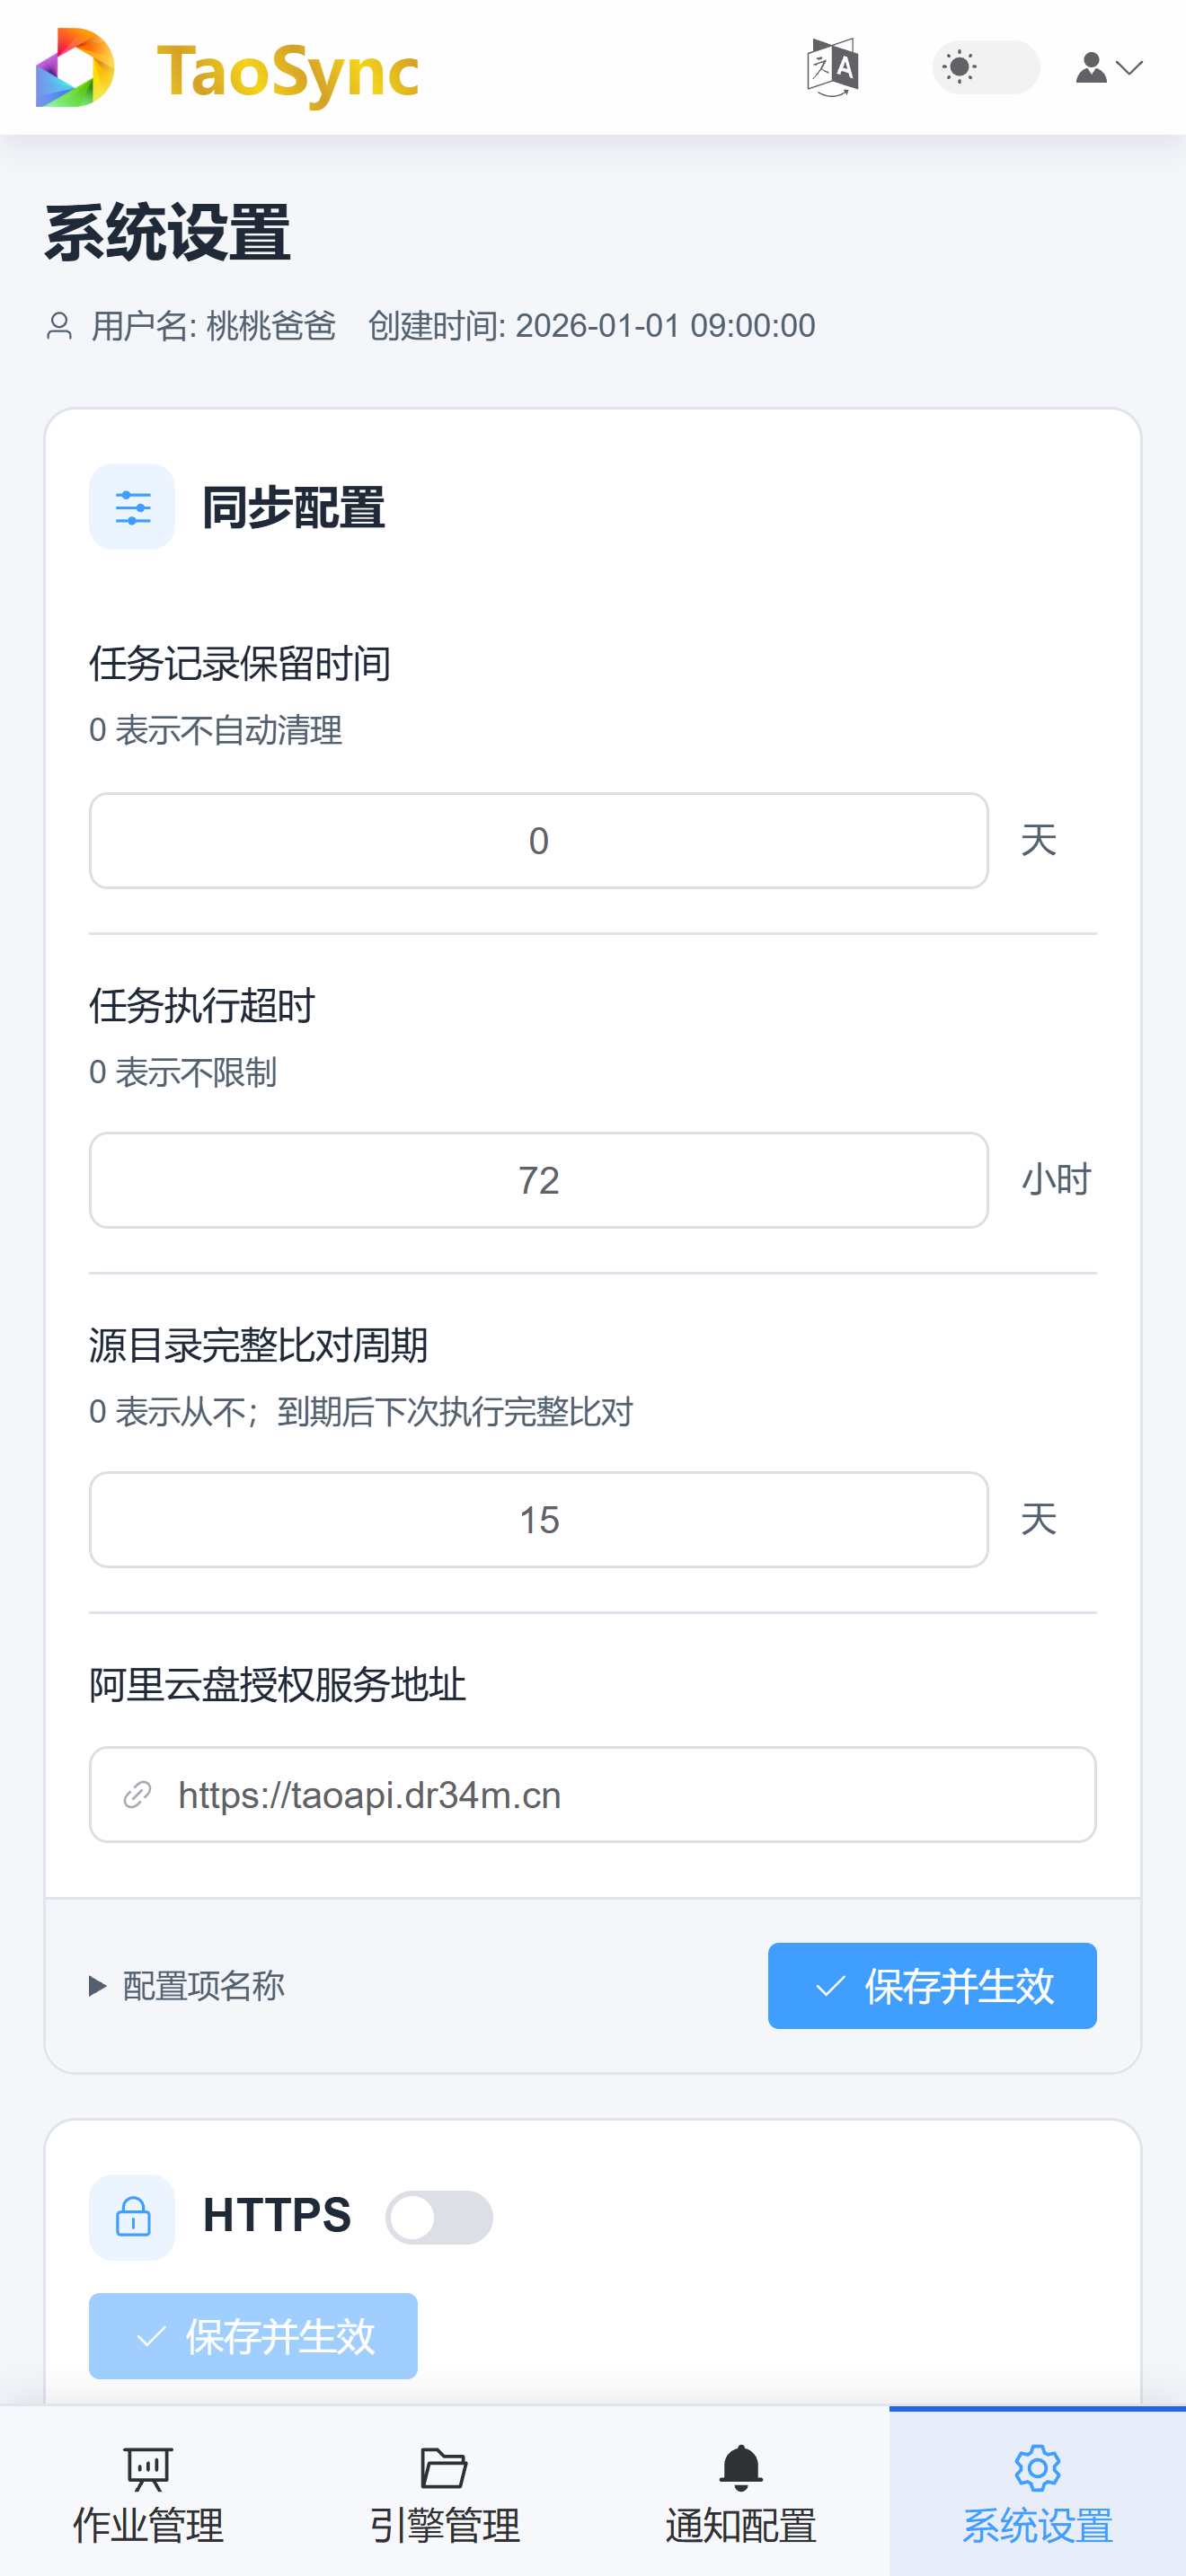 TaoSync
系统设置
用户名: 桃桃爸爸 创建时间: 2026-01-01 09:00:00
同步配置
任务记录保留时间
0 表示不自动清理
0 天
任务执行超时
0 表示不限制
72 小时
源目录完整比对周期
0 表示从不；到期后下次执行完整比对
15 天
阿里云盘授权服务地址
https://taoapi.dr34m.cn
配置项名称 保存并生效
HTTPS
保存并生效
作业管理 引擎管理 通知配置 系统设置